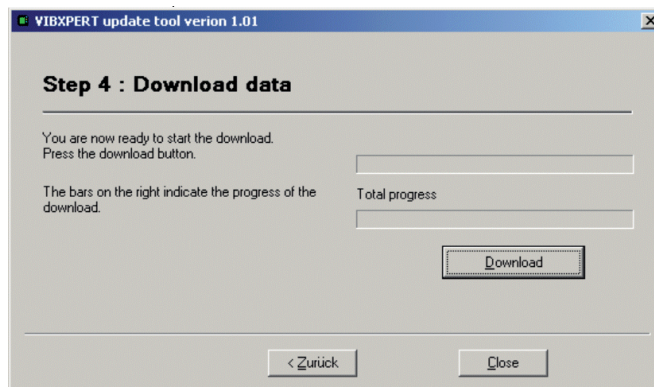 VIBXPERT update tool verion 1.01
Step 4 : Download data
You are now ready to start the download.
Press the download button.
The bars on the right indicate the progress of the
download.
Total progress
Download
< Zurück
Close